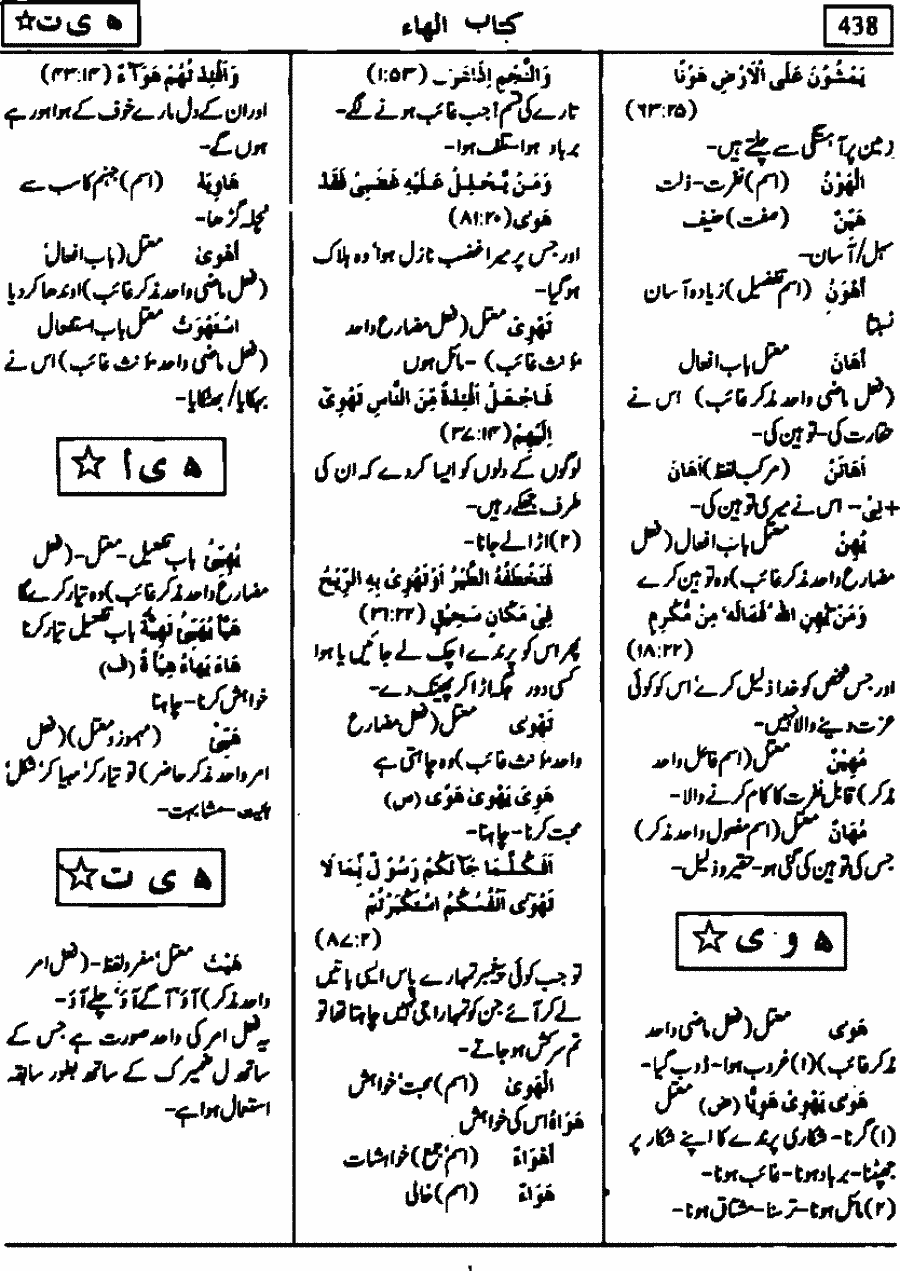 438
کتاب الهاء
ھ ی ت ☆
یَمْشُوْنَ عَلَی الْاَرْضِ هَوْنًا
(۶۳:۲۵)
زمین پر آہستگی سے چلتے ہیں-
الْهُوْنُ (اسم) نفرت-ذلت
هَیِّنٌ (صفت) خفیف
سہل/آسان-
اَهْوَنُ (اسم تفضیل) زیادہ آسان
نسبتاً
اَهَانَ معتل باب افعال
(فعل ماضی واحد مذکر غائب) اس نے
حقارت کی-توہین کی-
اَهَانَنِ (مرکب لفظ) اَهَانَ
+نِیْ- اس نے میری توہین کی-
یُهِنُ معتل باب افعال (فعل
مضارع واحد مذکر غائب) وہ توہین کرے
وَمَنْ یُّهِنِ اللّٰهُ فَمَالَهٗ مِنْ مُّكْرِمٍ
(۱۸:۲۲)
اور جس شخص کو خدا ذلیل کرے اس کو کوئی
عزت دینے والا نہیں-
مُهِیْنٌ معتل (اسم فاعل واحد
مذکر) قابل نفرت کا کام کرنے والا-
مُهَانٌ معتل (اسم مفعول واحد مذکر)
جس کی توہین کی گئی ہو-حقیر و ذلیل-
ھ و ی ☆
هَوٰی معتل (فعل ماضی واحد
مذکر غائب) (۱) غروب ہوا-ڈوب گیا-
هَوٰی یَهْوِیْ هَوِیًّا (ض) معتل
(۱) گرنا-شکاری پرندے کا اپنے شکار پر
جھپٹنا-برباد ہونا-غائب ہونا-
(۲) مائل ہونا-ترسنا-مشتاق ہونا-
وَالنَّجْمِ اِذَا هَوٰی (۱:۵۳)
تارے کی قسم! جب غائب ہونے لگے-
برباد ہوا-تلف ہوا-
وَمَنْ یَّحْلِلْ عَلَیْهِ غَضَبِیْ فَقَدْ
هَوٰی (۸۱:۲۰)
اور جس پر میرا غضب نازل ہوا' وہ ہلاک
ہو گیا-
تَهْوِیْ معتل (فعل مضارع واحد
مؤنث غائب) -مائل ہوں
فَاجْعَلْ اَفْئِدَةً مِّنَ النَّاسِ تَهْوِیْ
اِلَیْهِمْ (۳۷:۱۴)
لوگوں کے دلوں کو ایسا کر دے کہ ان کی
طرف جھکے رہیں-
(۲) اڑا لے جانا-
فَتَخْطَفُهُ الطَّیْرُ اَوْتَهْوِیْ بِهِ الرِّیْحُ
فِیْ مَكَانٍ سَحِیْقٍ (۳۱:۲۲)
پھر اس کو پرندے اچک لے جائیں یا ہوا
کسی دور جگہ اڑا کر پھینک دے-
تَهْوٰی معتل (فعل مضارع
واحد مؤنث غائب) وہ چاہتی ہے
هَوِیَ یَهْوٰی هَوًی (س)
محبت کرنا-چاہنا-
اَفَكُلَّمَا جَآءَكُمْ رَسُوْلٌۢ بِمَا لَا
تَهْوٰۤی اَنْفُسُكُمْ اسْتَكْبَرْتُمْ
(۸۷:۲)
تو جب کوئی پیغمبر تمہارے پاس ایسی باتیں
لے کر آئے جن کو تمہارا جی نہیں چاہتا تھا تو
تم سرکش ہو جاتے-
الْهَوٰی (اسم) محبت' خواہش
هَوَاهُ اس کی خواہش
اَهْوَآءٌ (اسم' جمع) خواہشات
هَوَآءٌ (اسم) خالی
وَاَفْئِدَتُهُمْ هَوَآءٌ (۴۳:۱۴)
اور ان کے دل مارے خوف کے ہوا ہو رہے
ہوں گے-
هَاوِیَةٌ (اسم) جہنم کا سب سے
نچلا گڑھا-
اَهْوٰی معتل (باب افعال'
(فعل ماضی واحد مذکر غائب) اوندھا کر دیا
اسْتَهْوَتْ معتل باب استفعال
(فعل ماضی واحد مؤنث غائب) اس نے
بہکایا/بھٹکایا-
ھ ی أ ☆
یُهَیِّئُ باب تفعیل-معتل-(فعل
مضارع واحد مذکر غائب) وہ تیار کرے گا
هَیَّأَ یُهَیِّئُ تَهْیِئَةً باب تفعیل تیار کرنا
هَاءَ یَهَاءُ هِیْأَةً (ف)
خواہش کرنا-چاہنا
هَیِّئْ (مہموز و معتل) (فعل
امر واحد مذکر حاضر) تو تیار کر' مہیا کر' شکل'
ہیئت-مشابہت-
ھ ی ت ☆
هَیْتَ معتل' مفرد لفظ-(فعل امر
واحد مذکر) آؤ' آگے آؤ' چلے آؤ-
یہ فعل امر کی واحد صورت ہے جس کے
ساتھ ل ضمیر ک کے ساتھ بطور سابقہ
استعمال ہوا ہے-